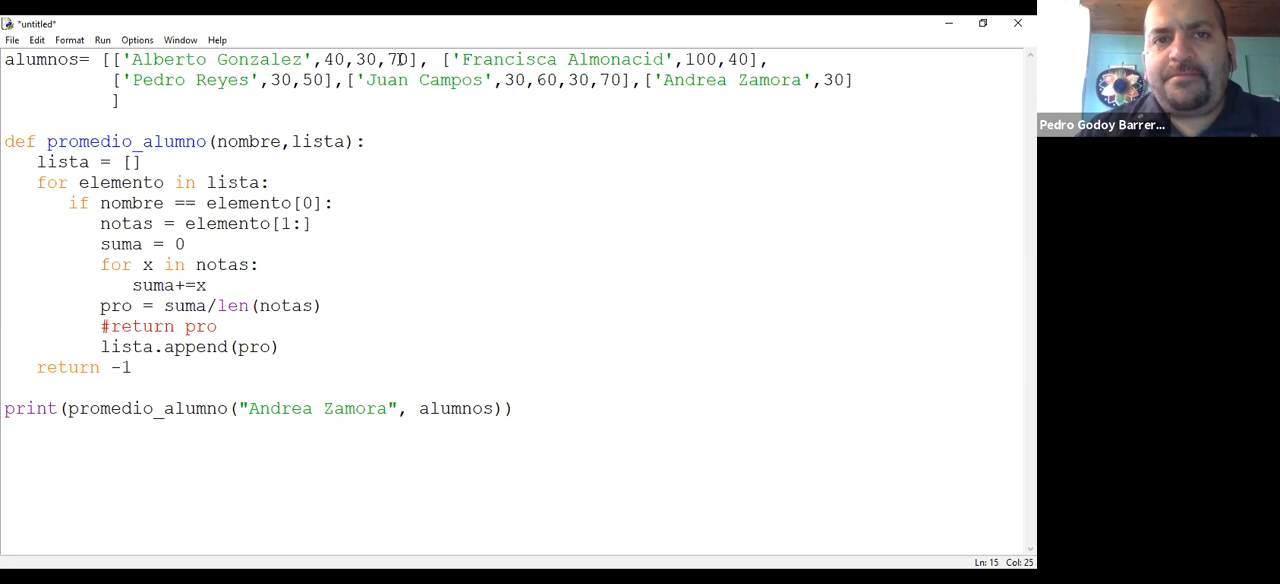 *untitled*
File Edit Format Run Options Window Help
alumnos= [['Alberto Gonzalez',40,30,70], ['Francisca Almonacid',100,40],
['Pedro Reyes',30,50],['Juan Campos',30,60,30,70],['Andrea Zamora',30]
]
def promedio_alumno(nombre,lista):
lista = []
for elemento in lista:
if nombre == elemento[0]:
notas = elemento[1:]
suma = 0
for x in notas:
suma+=x
pro = suma/len(notas)
#return pro
lista.append(pro)
return -1
print(promedio_alumno("Andrea Zamora", alumnos))
Ln: 15 Col: 25
Pedro Godoy Barrer...